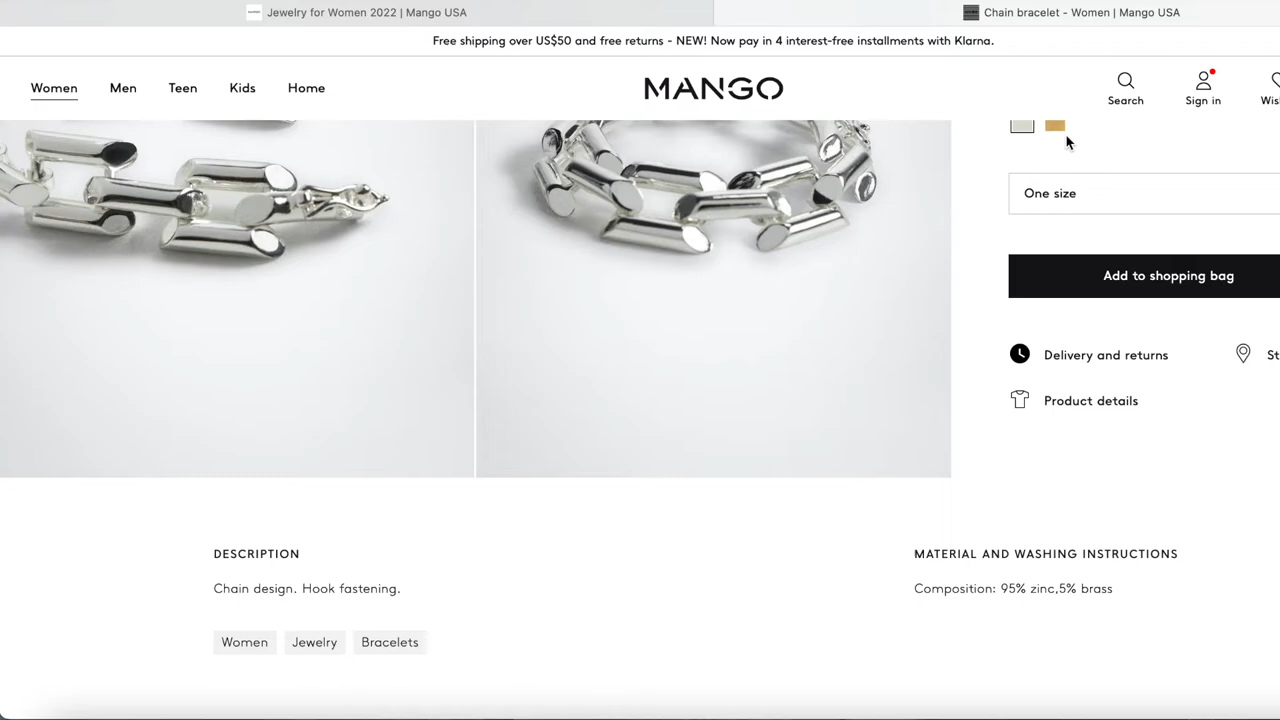 Jewelry for Women 2022 | Mango USA
Chain bracelet - Women | Mango USA
Free shipping over US$50 and free returns - NEW! Now pay in 4 interest-free installments with Klarna.
Women Men Teen Kids Home
MANGO
Search Sign in
One size
Add to shopping bag
Delivery and returns
Product details
DESCRIPTION
Chain design. Hook fastening.
Women Jewelry Bracelets
MATERIAL AND WASHING INSTRUCTIONS
Composition: 95% zinc,5% brass